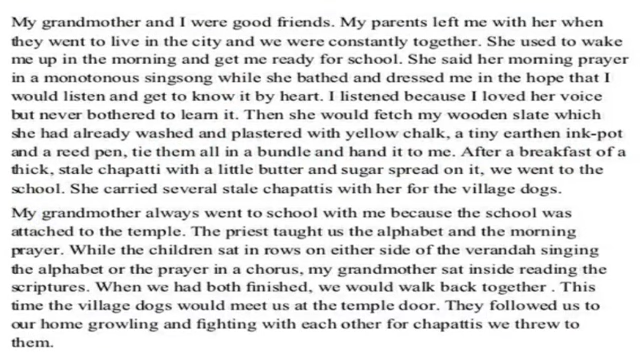 My grandmother and I were good friends. My parents left me with her when
they went to live in the city and we were constantly together. She used to wake
me up in the morning and get me ready for school. She said her morning prayer
in a monotonous singsong while she bathed and dressed me in the hope that I
would listen and get to know it by heart. I listened because I loved her voice
but never bothered to learn it. Then she would fetch my wooden slate which
she had already washed and plastered with yellow chalk, a tiny earthen ink-pot
and a reed pen, tie them all in a bundle and hand it to me. After a breakfast of a
thick, stale chapatti with a little butter and sugar spread on it, we went to the
school. She carried several stale chapattis with her for the village dogs.
My grandmother always went to school with me because the school was
attached to the temple. The priest taught us the alphabet and the morning
prayer. While the children sat in rows on either side of the verandah singing
the alphabet or the prayer in a chorus, my grandmother sat inside reading the
scriptures. When we had both finished, we would walk back together . This
time the village dogs would meet us at the temple door. They followed us to
our home growling and fighting with each other for chapattis we threw to
them.